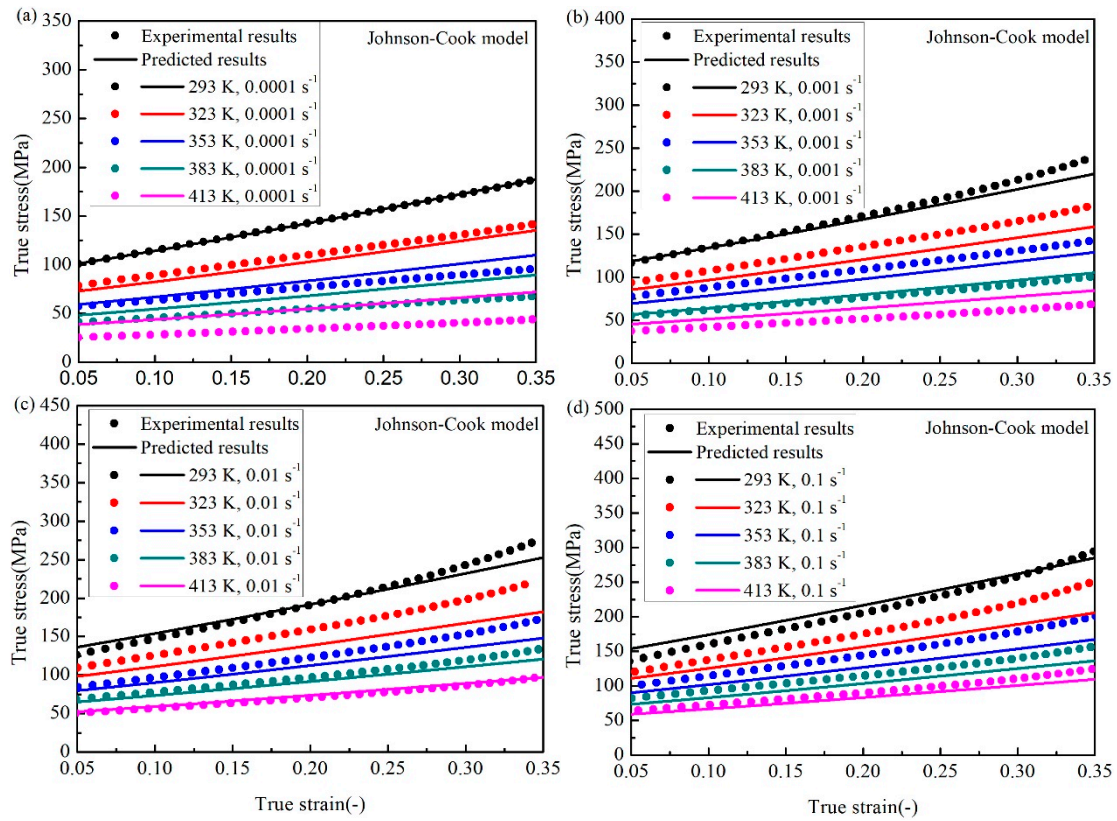 (a)
350
300
250
200
150
100
50
0
True stress(MPa)
Experimental results
Predicted results
293 K, 0.0001 s⁻¹
323 K, 0.0001 s⁻¹
353 K, 0.0001 s⁻¹
383 K, 0.0001 s⁻¹
413 K, 0.0001 s⁻¹
Johnson-Cook model
0.05 0.10 0.15 0.20 0.25 0.30 0.35
(b)
400
350
300
250
200
150
100
50
0
True stress(MPa)
Experimental results
Predicted results
293 K, 0.001 s⁻¹
323 K, 0.001 s⁻¹
353 K, 0.001 s⁻¹
383 K, 0.001 s⁻¹
413 K, 0.001 s⁻¹
Johnson-Cook model
0.05 0.10 0.15 0.20 0.25 0.30 0.35
(c)
450
400
350
300
250
200
150
100
50
0
True stress(MPa)
Experimental results
Predicted results
293 K, 0.01 s⁻¹
323 K, 0.01 s⁻¹
353 K, 0.01 s⁻¹
383 K, 0.01 s⁻¹
413 K, 0.01 s⁻¹
Johnson-Cook model
0.05 0.10 0.15 0.20 0.25 0.30 0.35
True strain(-)
(d)
500
450
400
350
300
250
200
150
100
50
0
True stress(MPa)
Experimental results
Predicted results
293 K, 0.1 s⁻¹
323 K, 0.1 s⁻¹
353 K, 0.1 s⁻¹
383 K, 0.1 s⁻¹
413 K, 0.1 s⁻¹
Johnson-Cook model
0.05 0.10 0.15 0.20 0.25 0.30 0.35
True strain(-)